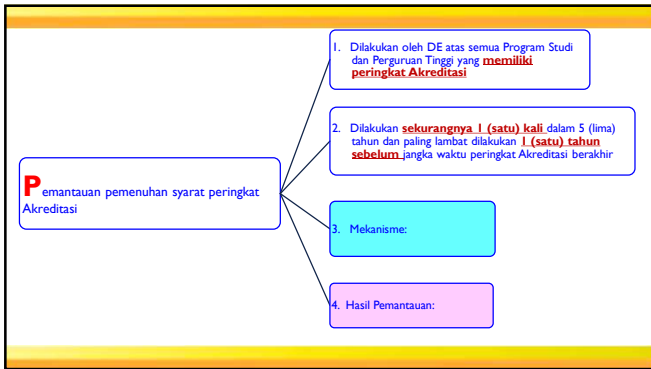 1. Dilakukan oleh DE atas semua Program Studi
dan Perguruan Tinggi yang memiliki
peringkat Akreditasi
2. Dilakukan sekurangnya 1 (satu) kali dalam 5 (lima)
tahun dan paling lambat dilakukan 1 (satu) tahun
sebelum jangka waktu peringkat Akreditasi berakhir
Pemantauan pemenuhan syarat peringkat
Akreditasi
3. Mekanisme:
4. Hasil Pemantauan: